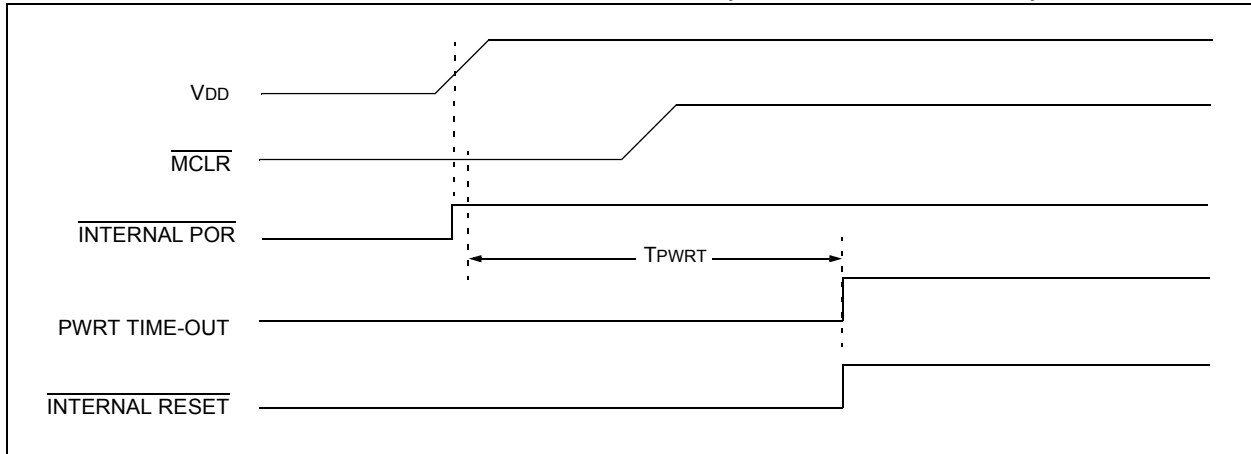 VDD
MCLR
INTERNAL POR
TPWRT
PWRT TIME-OUT
INTERNAL RESET